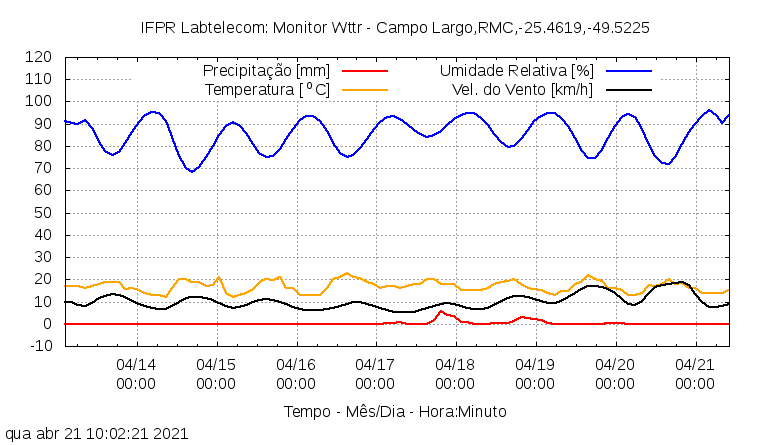 IFPR Labtelecom: Monitor Wttr - Campo Largo,RMC,-25.4619,-49.5225
120
110
100
90
80
70
60
50
40
30
20
10
0
-10
Precipitação [mm]
Temperatura [⁰C]
Umidade Relativa [%]
Vel. do Vento [km/h]
04/14 04/15 04/16 04/17 04/18 04/19 04/20 04/21
00:00 00:00 00:00 00:00 00:00 00:00 00:00 00:00
Tempo - Mês/Dia - Hora:Minuto
qua abr 21 10:02:21 2021